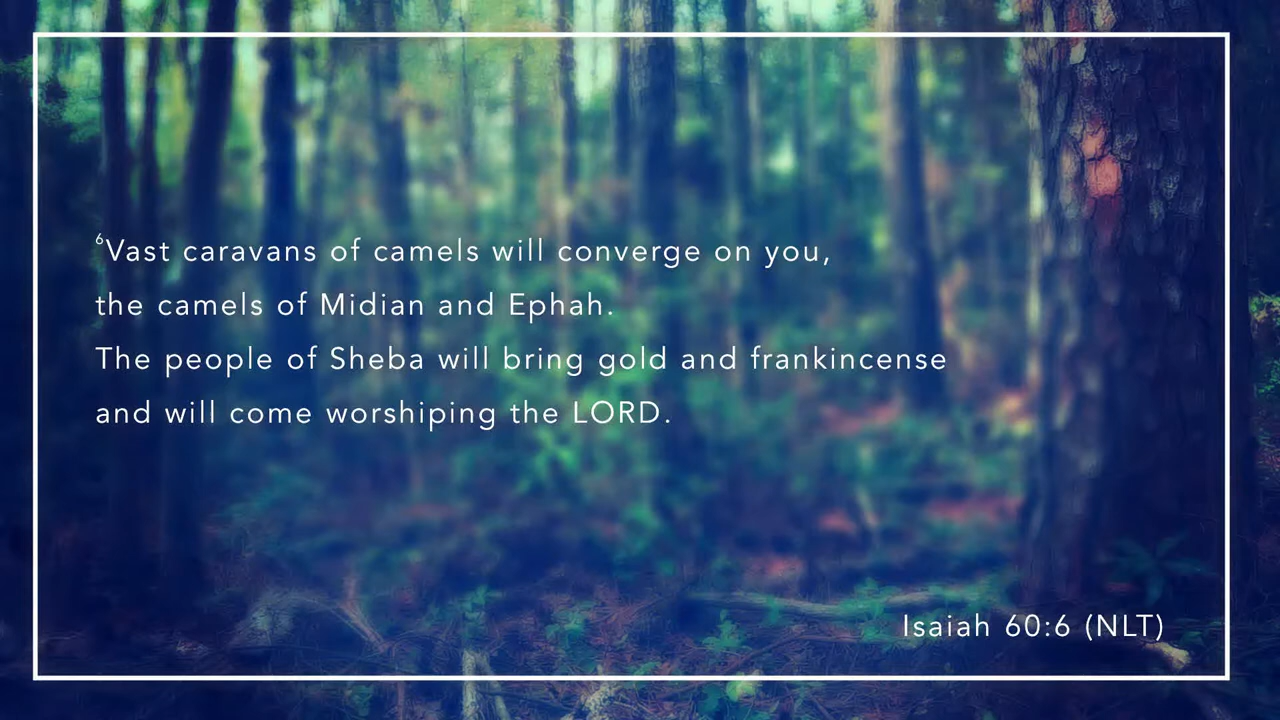 ⁶Vast caravans of camels will converge on you,
the camels of Midian and Ephah.
The people of Sheba will bring gold and frankincense
and will come worshiping the LORD.
Isaiah 60:6 (NLT)